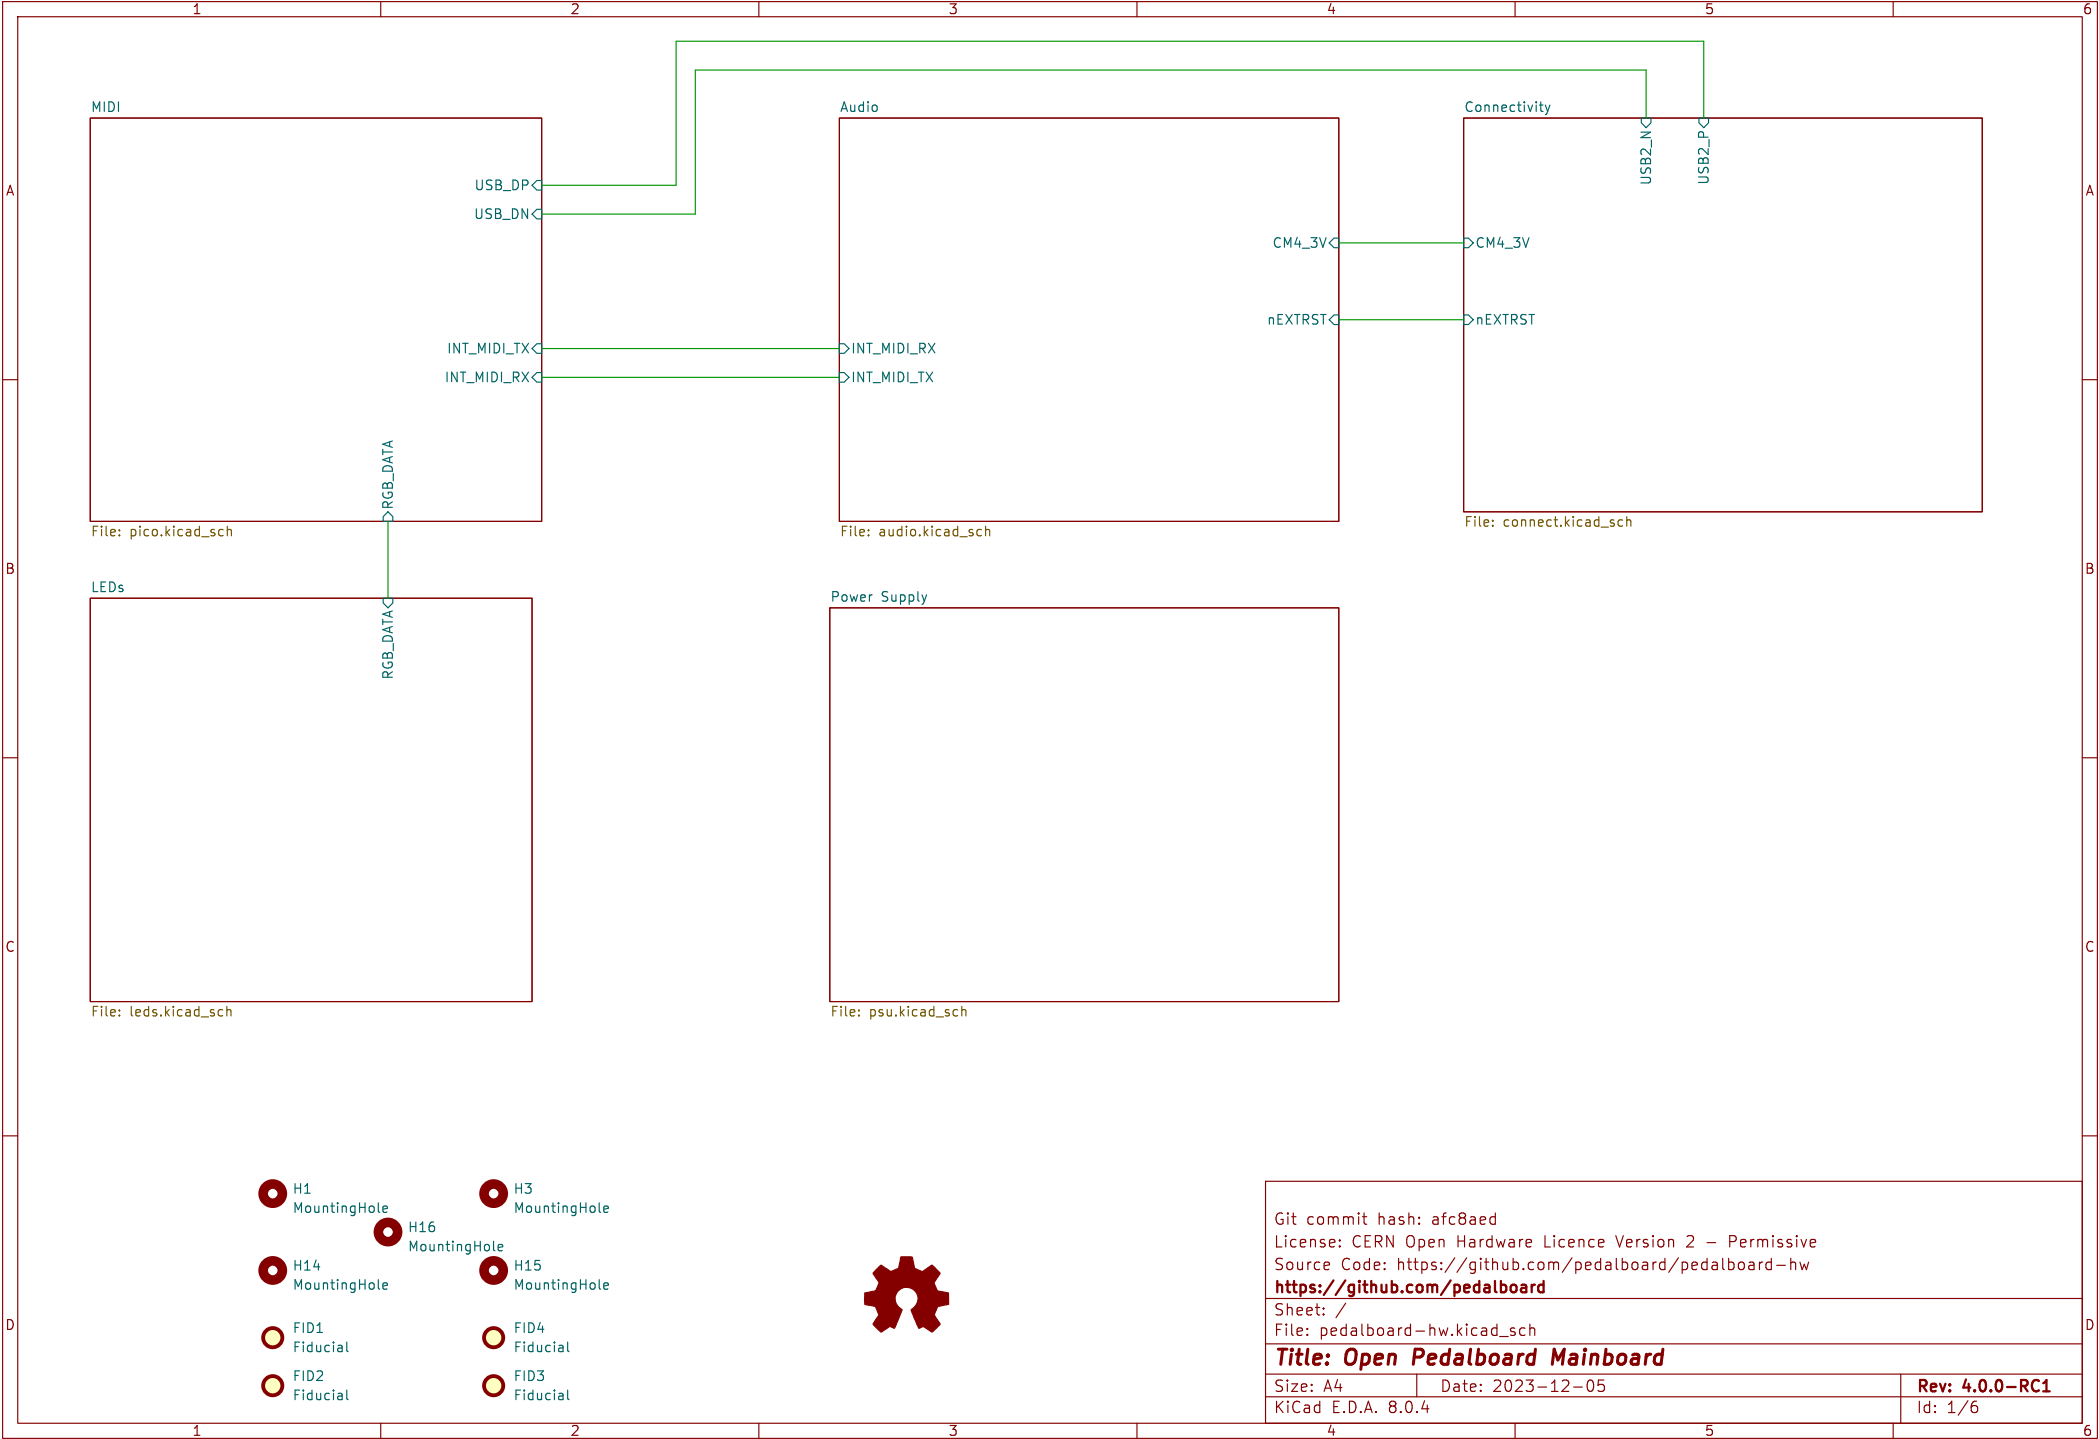 1 2 3 4 5 6
A
B
C
D
A
B
C
D
MIDI
USB_DP
USB_DN
INT_MIDI_TX
INT_MIDI_RX
RGB_DATA
File: pico.kicad_sch
Audio
CM4_3V
nEXTRST
INT_MIDI_RX
INT_MIDI_TX
File: audio.kicad_sch
Connectivity
USB2_N
USB2_P
CM4_3V
nEXTRST
File: connect.kicad_sch
LEDs
RGB_DATA
File: leds.kicad_sch
Power Supply
File: psu.kicad_sch
H1
MountingHole
H3
MountingHole
H16
MountingHole
H14
MountingHole
H15
MountingHole
FID1
Fiducial
FID4
Fiducial
FID2
Fiducial
FID3
Fiducial
Git commit hash: afc8aed
License: CERN Open Hardware Licence Version 2 - Permissive
Source Code: https://github.com/pedalboard/pedalboard-hw
https://github.com/pedalboard
Sheet: /
File: pedalboard-hw.kicad_sch
Title: Open Pedalboard Mainboard
Size: A4 Date: 2023-12-05 Rev: 4.0.0-RC1
KiCad E.D.A. 8.0.4 Id: 1/6
1 2 3 4 5 6